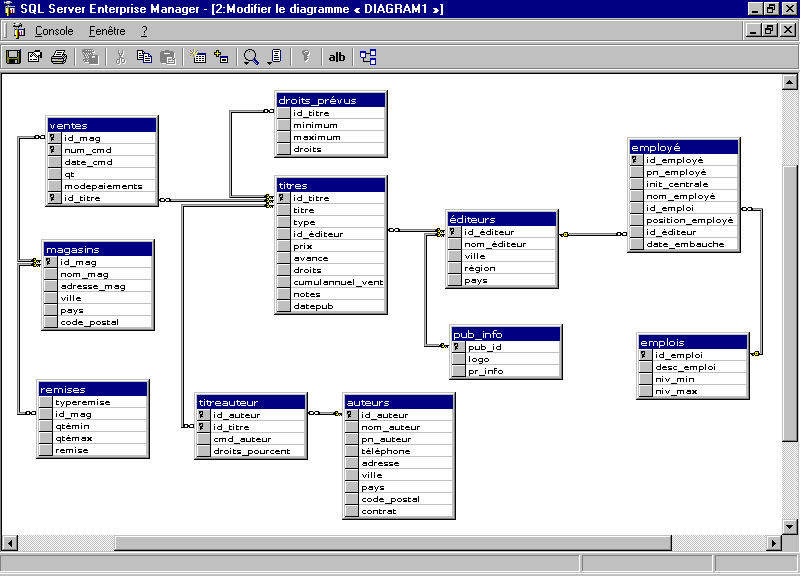 SQL Server Enterprise Manager - [2:Modifier le diagramme « DIAGRAM1 »]
Console Fenêtre ?
a|b
ventes
id_mag
num_cmd
date_cmd
qt
modepaiements
id_titre
magasins
id_mag
nom_mag
adresse_mag
ville
pays
code_postal
remises
typeremise
id_mag
qtémin
qtémax
remise
droits_prévus
id_titre
minimum
maximum
droits
titres
id_titre
titre
type
id_éditeur
prix
avance
droits
cumulannuel_vent
notes
datepub
titreauteur
id_auteur
id_titre
cmd_auteur
droits_pourcent
auteurs
id_auteur
nom_auteur
pn_auteur
téléphone
adresse
ville
pays
code_postal
contrat
éditeurs
id_éditeur
nom_éditeur
ville
région
pays
pub_info
pub_id
logo
pr_info
employé
id_employé
pn_employé
init_centrale
nom_employé
id_emploi
position_employé
id_éditeur
date_embauche
emplois
id_emploi
desc_emploi
niv_min
niv_max